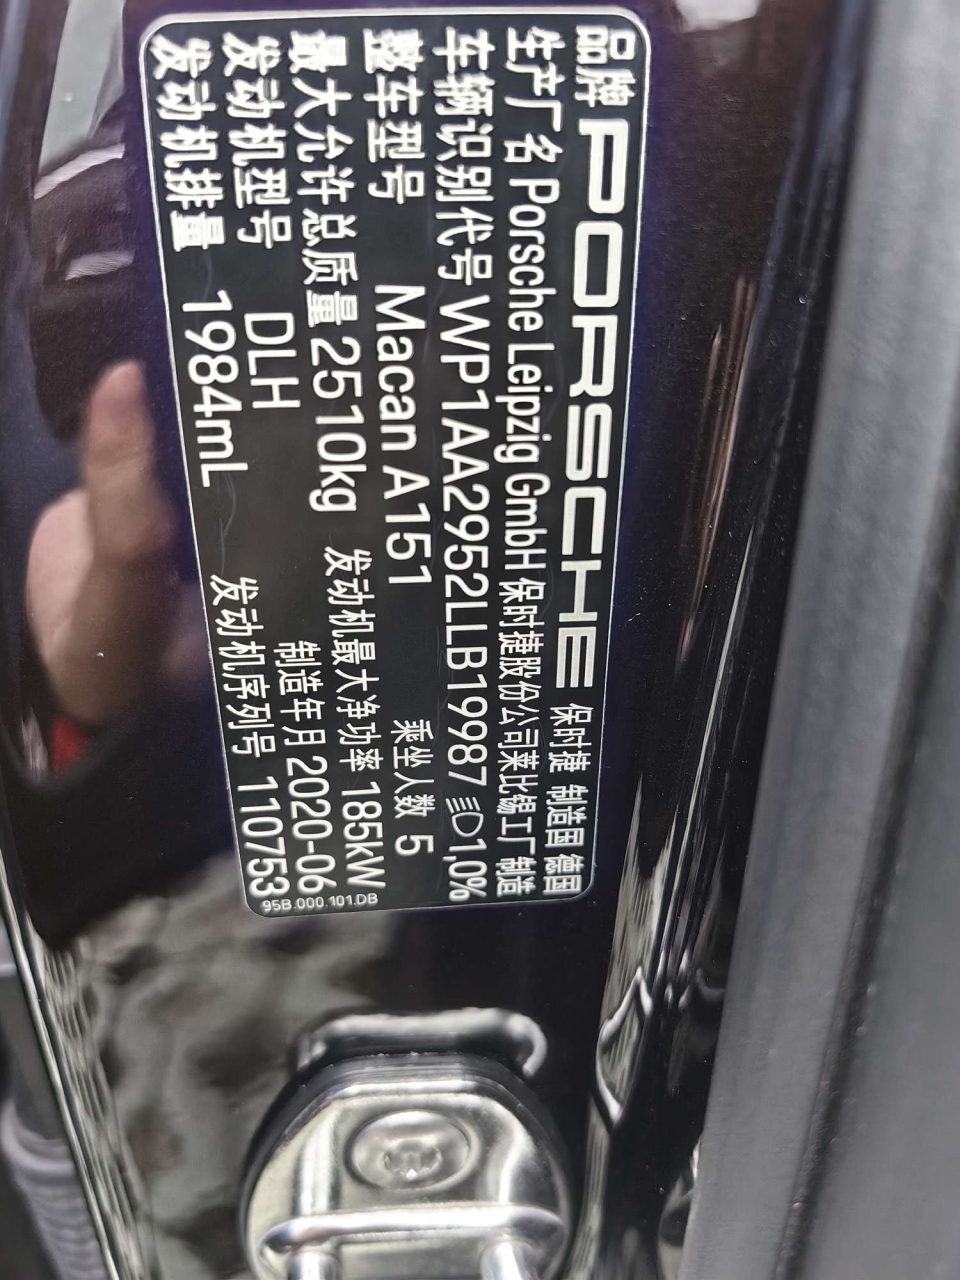 品牌 PORSCHE 保时捷 制造国 德国
生产厂名 Porsche Leipzig GmbH 保时捷股份公司莱比锡工厂 制造
车辆识别代号 WP1AA2952LLB19987 1,0%
整车型号 Macan A151 乘坐人数 5
最大允许总质量 2510kg 发动机最大净功率 185kW
发动机型号 DLH 制造年月 2020-06
发动机排量 1984mL 发动机序列号 110753
95B.000.101.DB